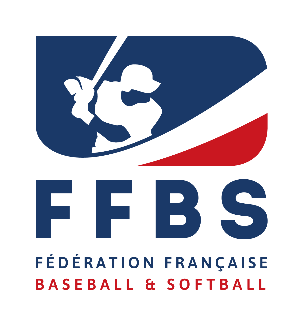 FFBS
FÉDÉRATION FRANÇAISE
BASEBALL & SOFTBALL